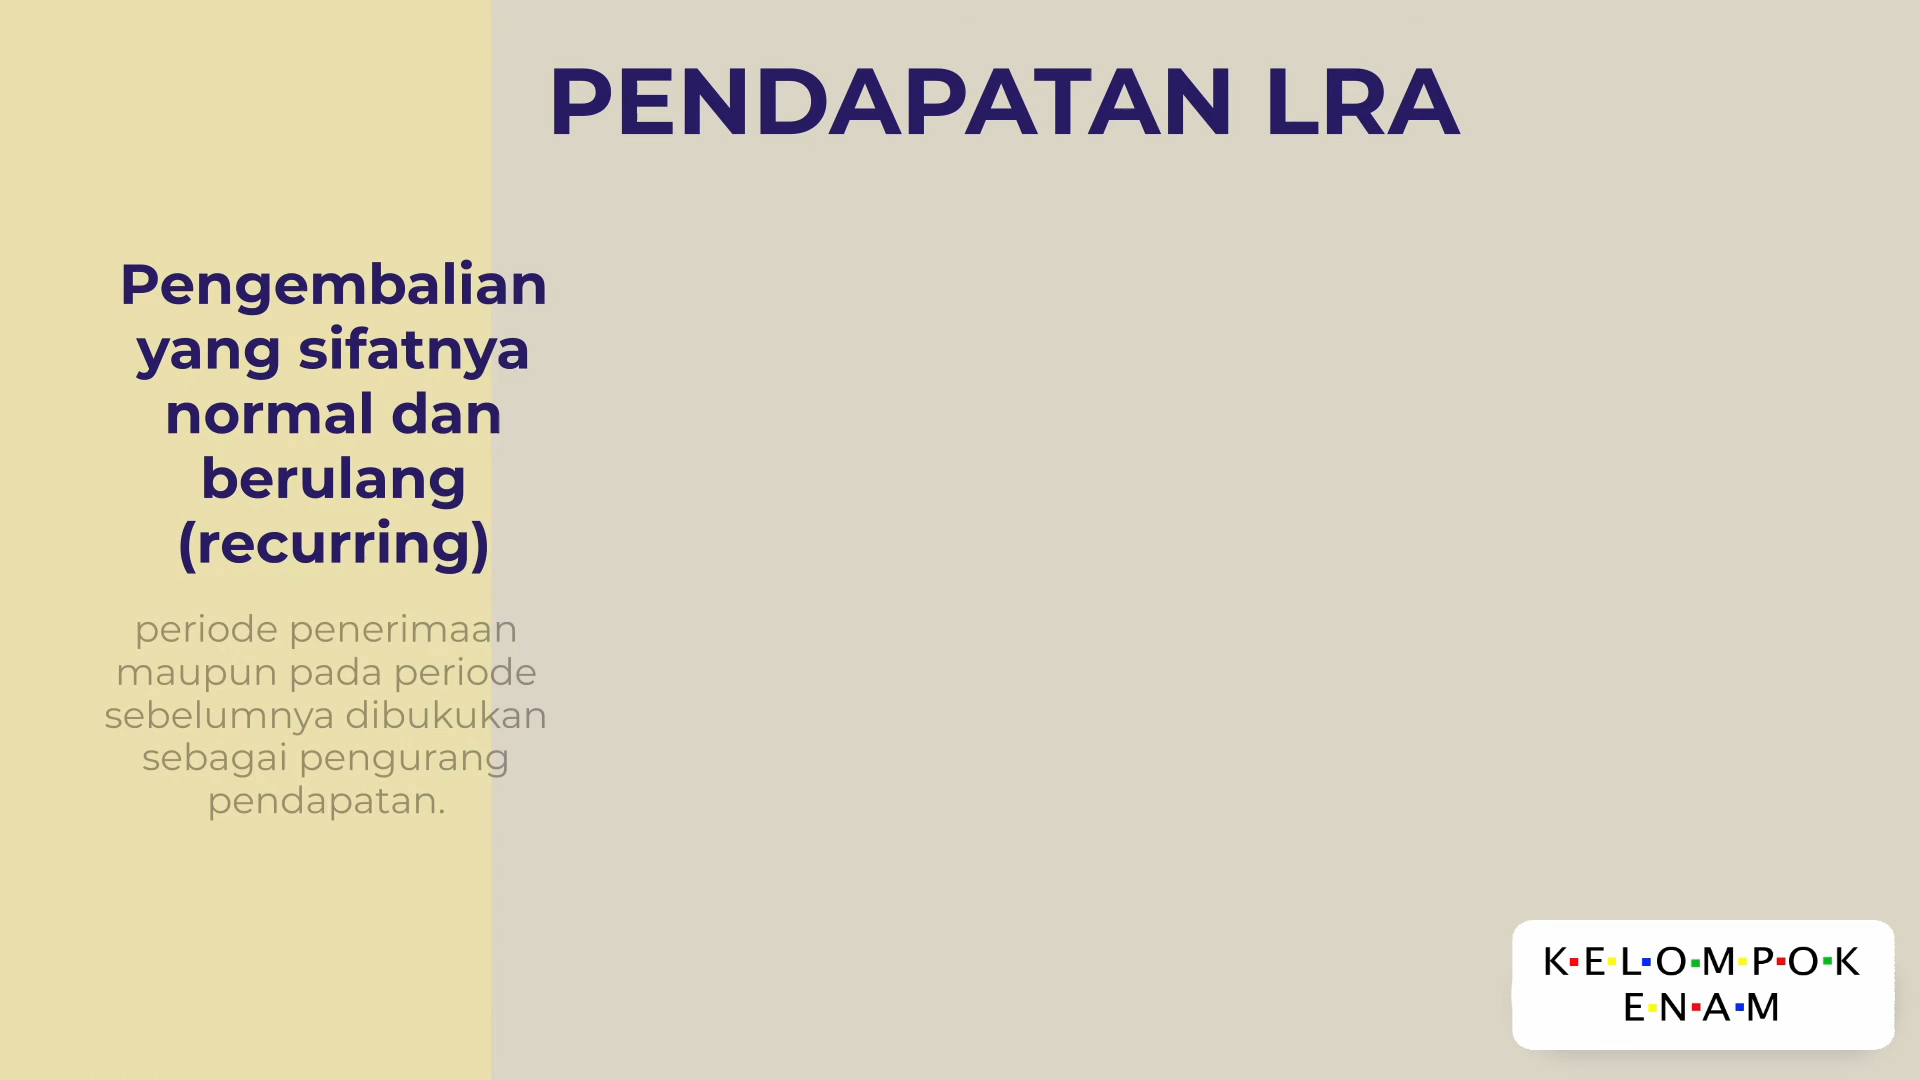 PENDAPATAN LRA
Pengembalian
yang sifatnya
normal dan
berulang
(recurring)
periode penerimaan
maupun pada periode
sebelumnya dibukukan
sebagai pengurang
pendapatan.
K·E·L·O·M·P·O·K
E·N·A·M